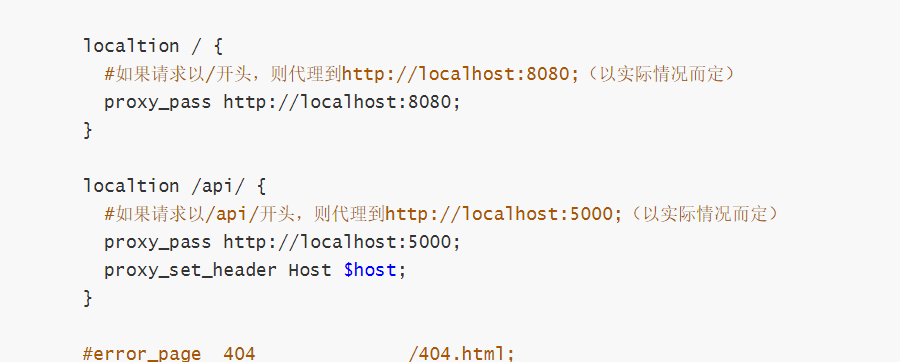 localtion / {
#如果请求以/开头，则代理到http://localhost:8080;（以实际情况而定）
proxy_pass http://localhost:8080;
}
localtion /api/ {
#如果请求以/api/开头，则代理到http://localhost:5000;（以实际情况而定）
proxy_pass http://localhost:5000;
proxy_set_header Host $host;
}
#error_page  404              /404.html;